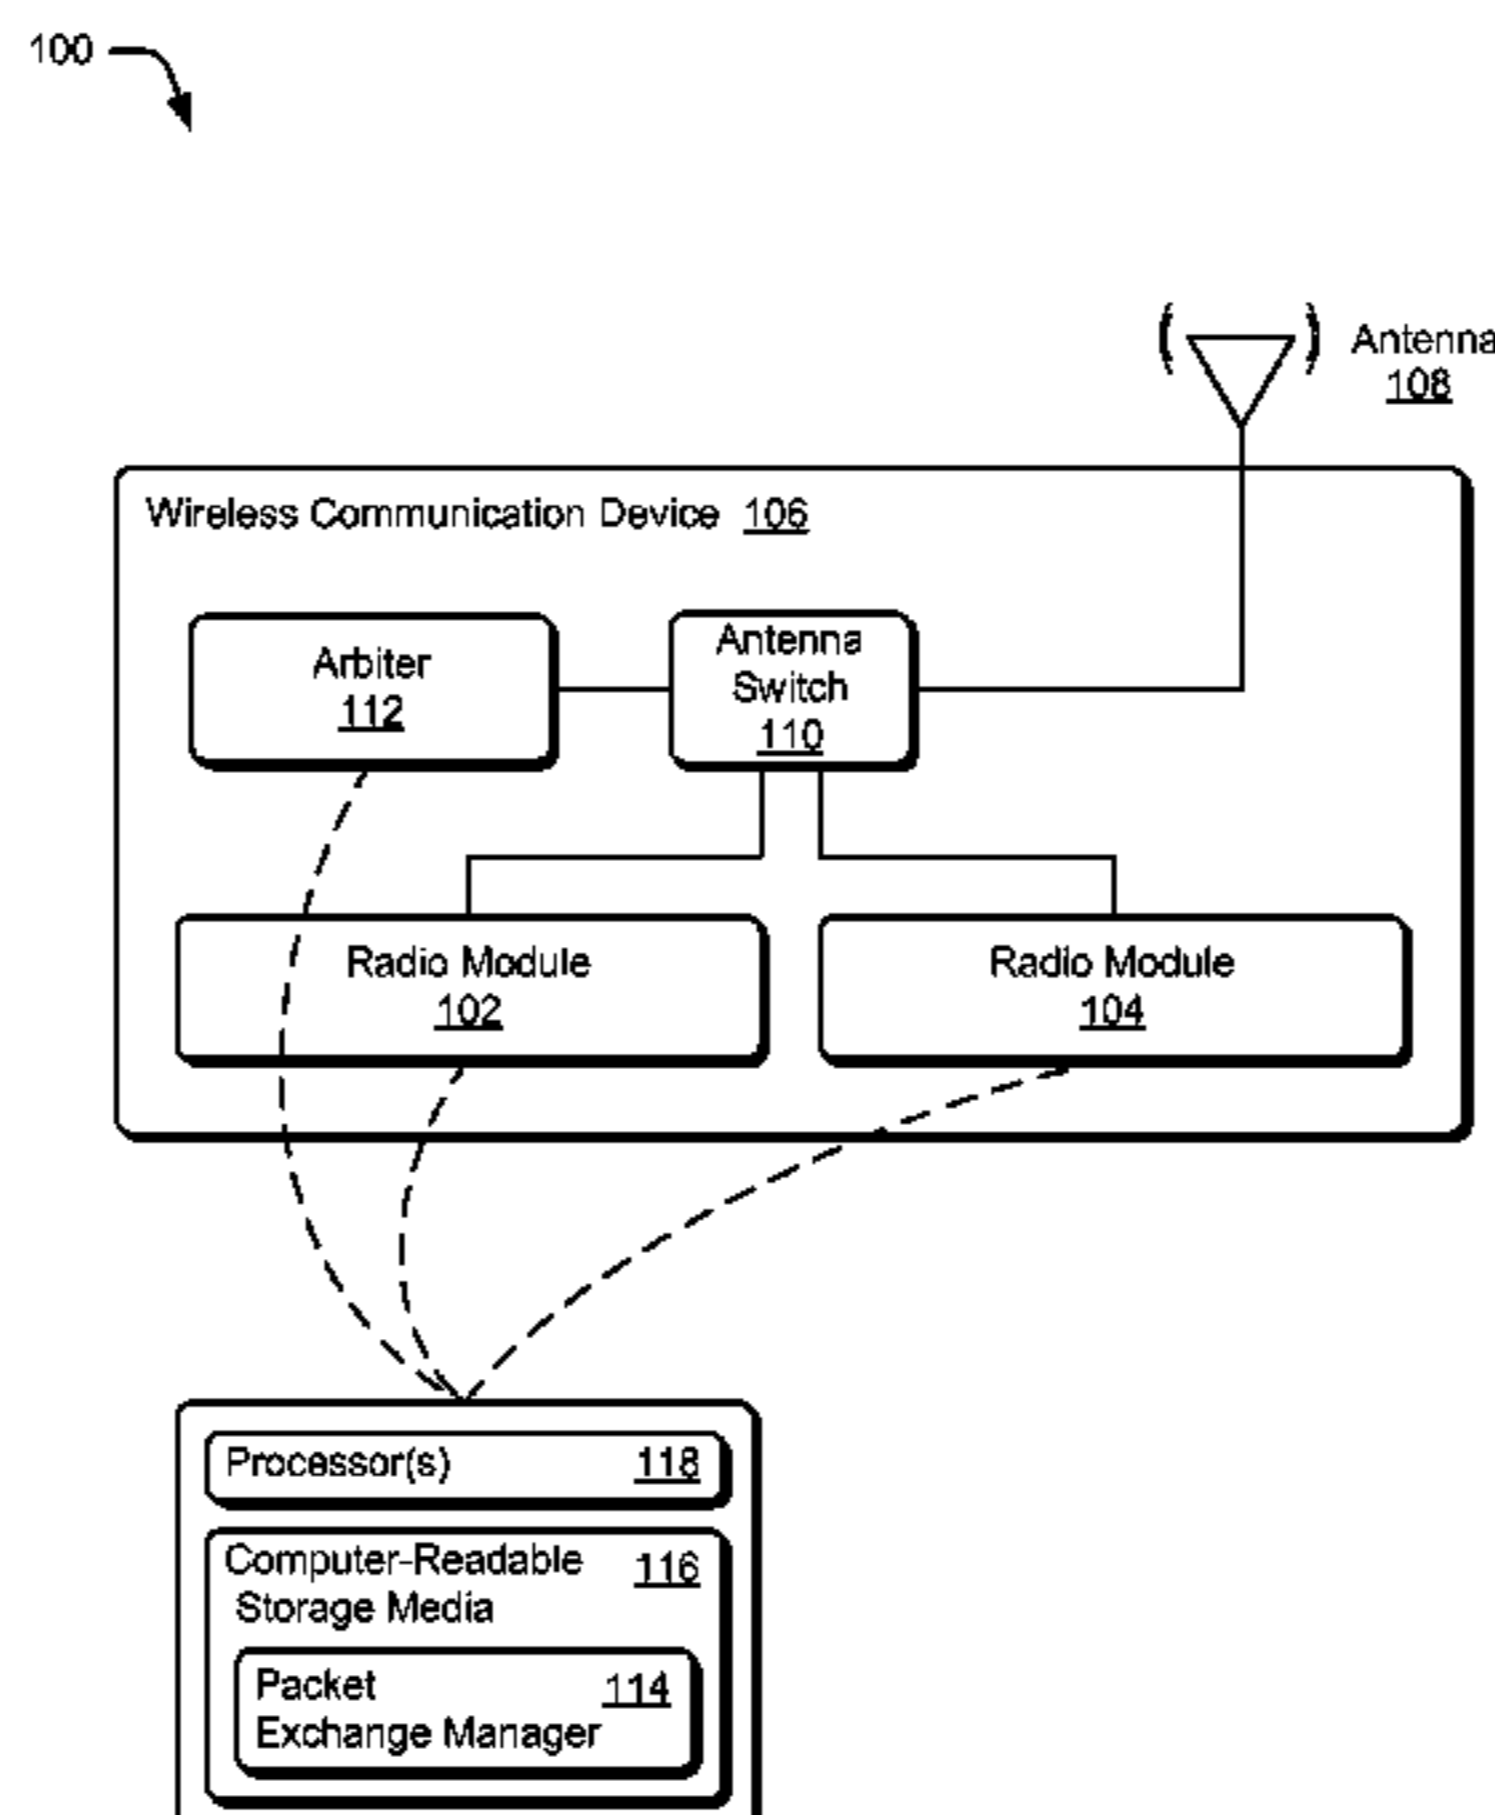 100
Antenna
108
Wireless Communication Device 106
Arbiter
112
Antenna
Switch
110
Radio Module
102
Radio Module
104
Processor(s) 118
Computer-Readable 116
Storage Media
Packet 114
Exchange Manager